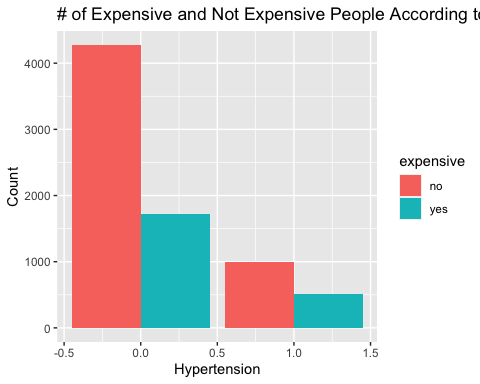 # of Expensive and Not Expensive People According to
4000
3000
2000
1000
0
Count
-0.5 0.0 0.5 1.0 1.5
Hypertension
expensive
no
yes